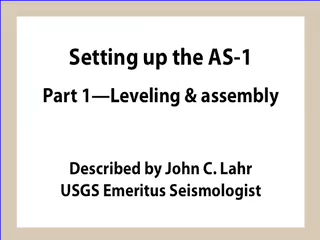 Setting up the AS-1
Part 1—Leveling & assembly
Described by John C. Lahr
USGS Emeritus Seismologist